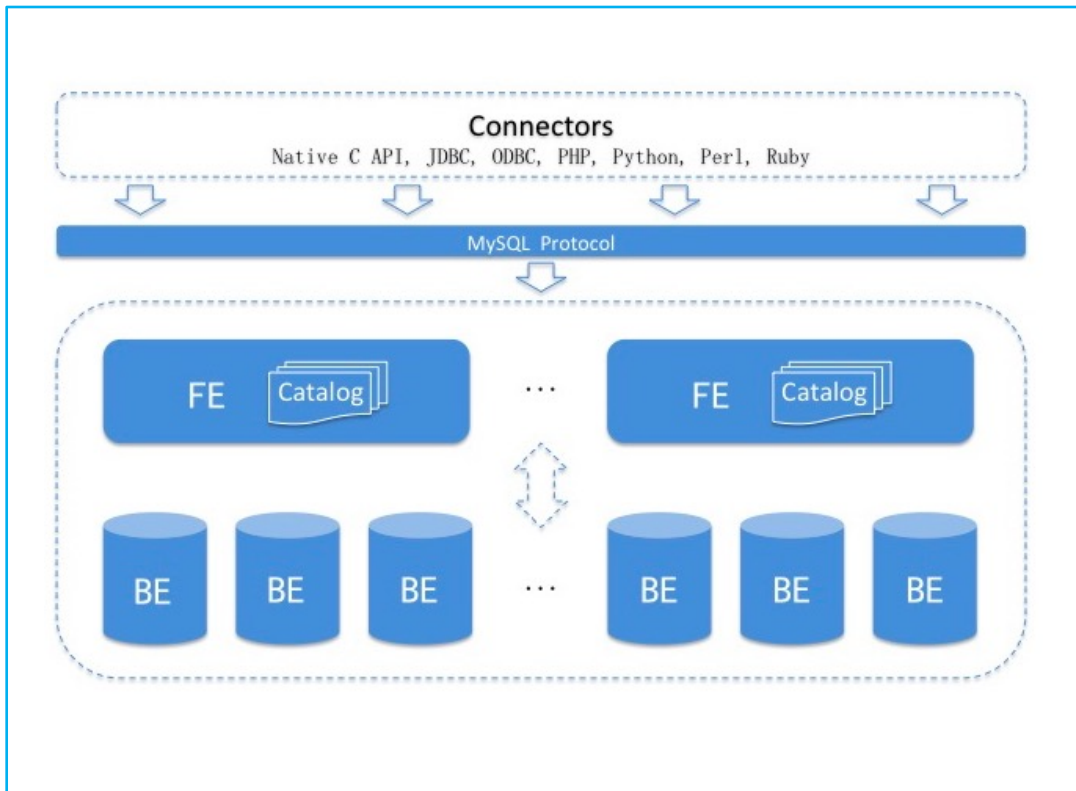 Connectors
Native C API, JDBC, ODBC, PHP, Python, Perl, Ruby
MySQL Protocol
FE Catalog ... FE Catalog
BE BE BE ... BE BE BE